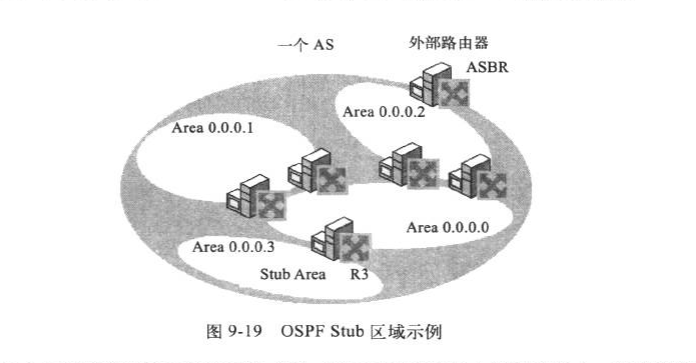 一个 AS
外部路由器
ASBR
Area 0.0.0.2
Area 0.0.0.1
Area 0.0.0.0
Area 0.0.0.3
Stub Area
R3
图 9-19 OSPF Stub 区域示例